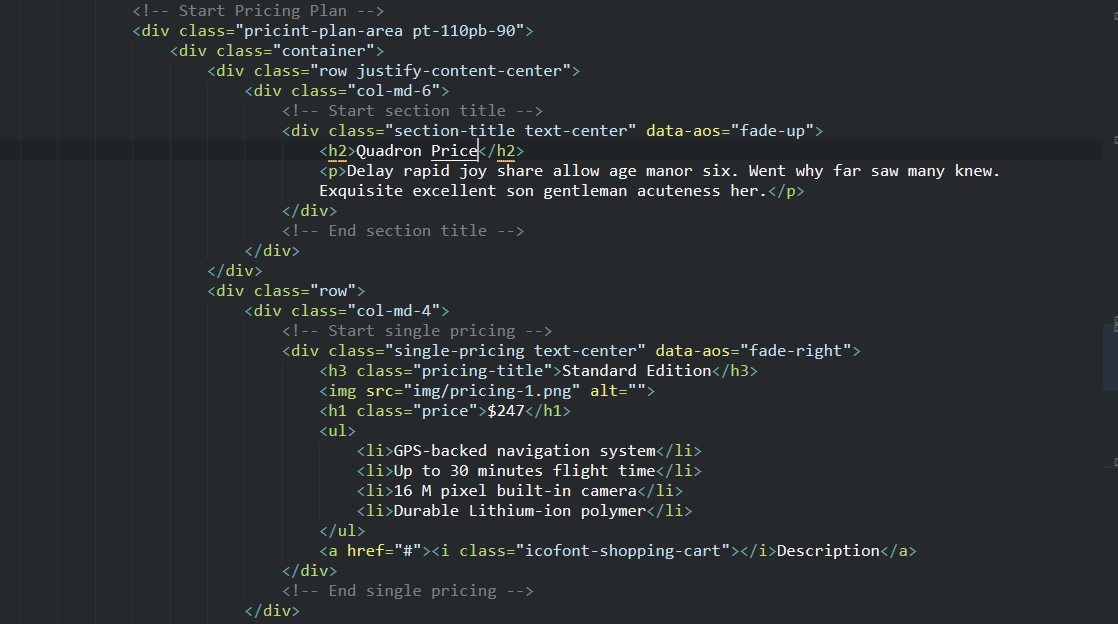 <!-- Start Pricing Plan -->
<div class="pricint-plan-area pt-110pb-90">
<div class="container">
<div class="row justify-content-center">
<div class="col-md-6">
<!-- Start section title -->
<div class="section-title text-center" data-aos="fade-up">
<h2>Quadron Price</h2>
<p>Delay rapid joy share allow age manor six. Went why far saw many knew.
Exquisite excellent son gentleman acuteness her.</p>
</div>
<!-- End section title -->
</div>
</div>
<div class="row">
<div class="col-md-4">
<!-- Start single pricing -->
<div class="single-pricing text-center" data-aos="fade-right">
<h3 class="pricing-title">Standard Edition</h3>
<img src="img/pricing-1.png" alt="">
<h1 class="price">$247</h1>
<ul>
<li>GPS-backed navigation system</li>
<li>Up to 30 minutes flight time</li>
<li>16 M pixel built-in camera</li>
<li>Durable Lithium-ion polymer</li>
</ul>
<a href="#"><i class="icofont-shopping-cart"></i>Description</a>
</div>
<!-- End single pricing -->
</div>